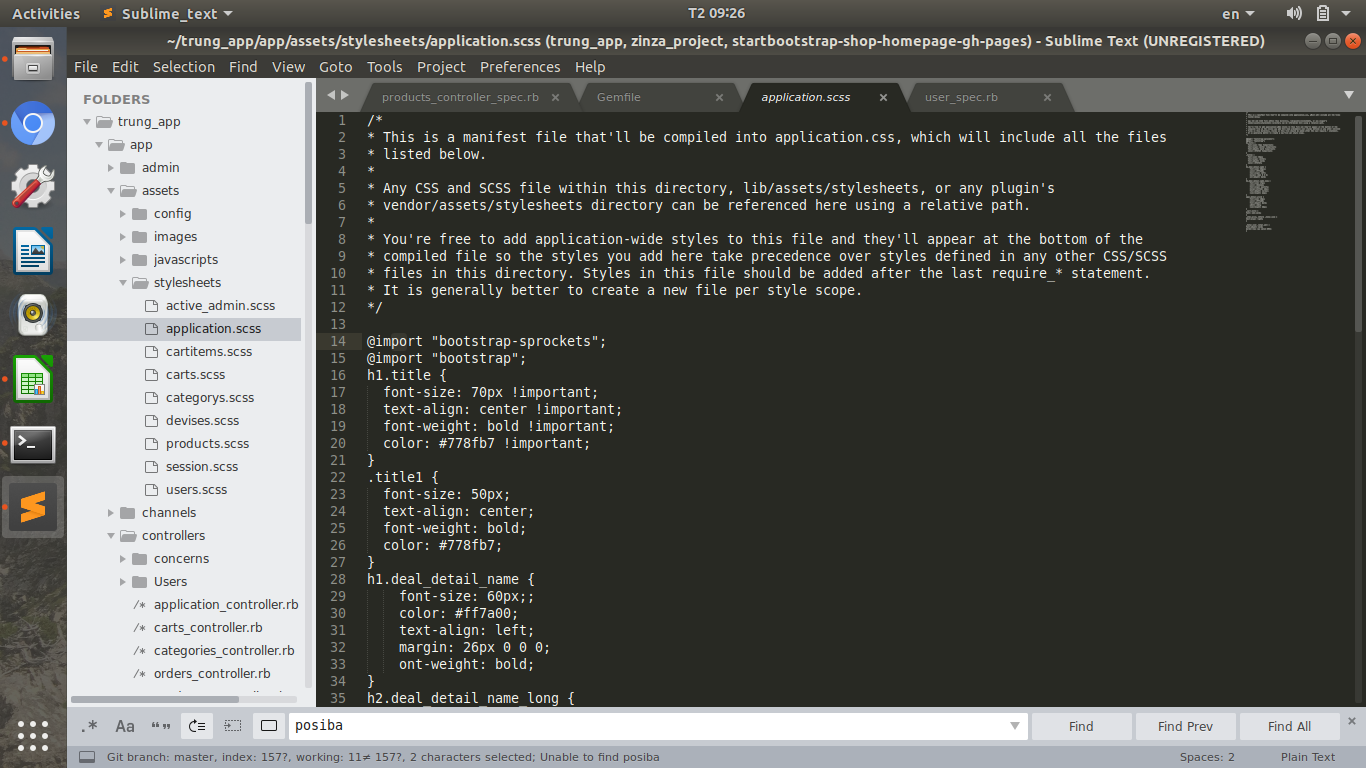 Activities
Sublime_text
T2 09:26
en
~/trung_app/app/assets/stylesheets/application.scss (trung_app, zinza_project, startbootstrap-shop-homepage-gh-pages) - Sublime Text (UNREGISTERED)
File Edit Selection Find View Goto Tools Project Preferences Help
FOLDERS
trung_app
app
admin
assets
config
images
javascripts
stylesheets
active_admin.scss
application.scss
cartitems.scss
carts.scss
categorys.scss
devises.scss
products.scss
session.scss
users.scss
channels
controllers
concerns
Users
/* application_controller.rb
/* carts_controller.rb
/* categories_controller.rb
/* orders_controller.rb
products_controller_spec.rb
Gemfile
application.scss
user_spec.rb
1 /*
2 * This is a manifest file that'll be compiled into application.css, which will include all the files
3 * listed below.
4 *
5 * Any CSS and SCSS file within this directory, lib/assets/stylesheets, or any plugin's
6 * vendor/assets/stylesheets directory can be referenced here using a relative path.
7 *
8 * You're free to add application-wide styles to this file and they'll appear at the bottom of the
9 * compiled file so the styles you add here take precedence over styles defined in any other CSS/SCSS
10 * files in this directory. Styles in this file should be added after the last require_* statement.
11 * It is generally better to create a new file per style scope.
12 */
13
14 @import "bootstrap-sprockets";
15 @import "bootstrap";
16 h1.title {
17 font-size: 70px !important;
18 text-align: center !important;
19 font-weight: bold !important;
20 color: #778fb7 !important;
21 }
22 .title1 {
23 font-size: 50px;
24 text-align: center;
25 font-weight: bold;
26 color: #778fb7;
27 }
28 h1.deal_detail_name {
29 font-size: 60px;;
30 color: #ff7a00;
31 text-align: left;
32 margin: 26px 0 0 0;
33 ont-weight: bold;
34 }
35 h2.deal_detail_name_long {
.* Aa “” posiba Find Find Prev Find All
Git branch: master, index: 157?, working: 11≠ 157?, 2 characters selected; Unable to find posiba
Spaces: 2
Plain Text